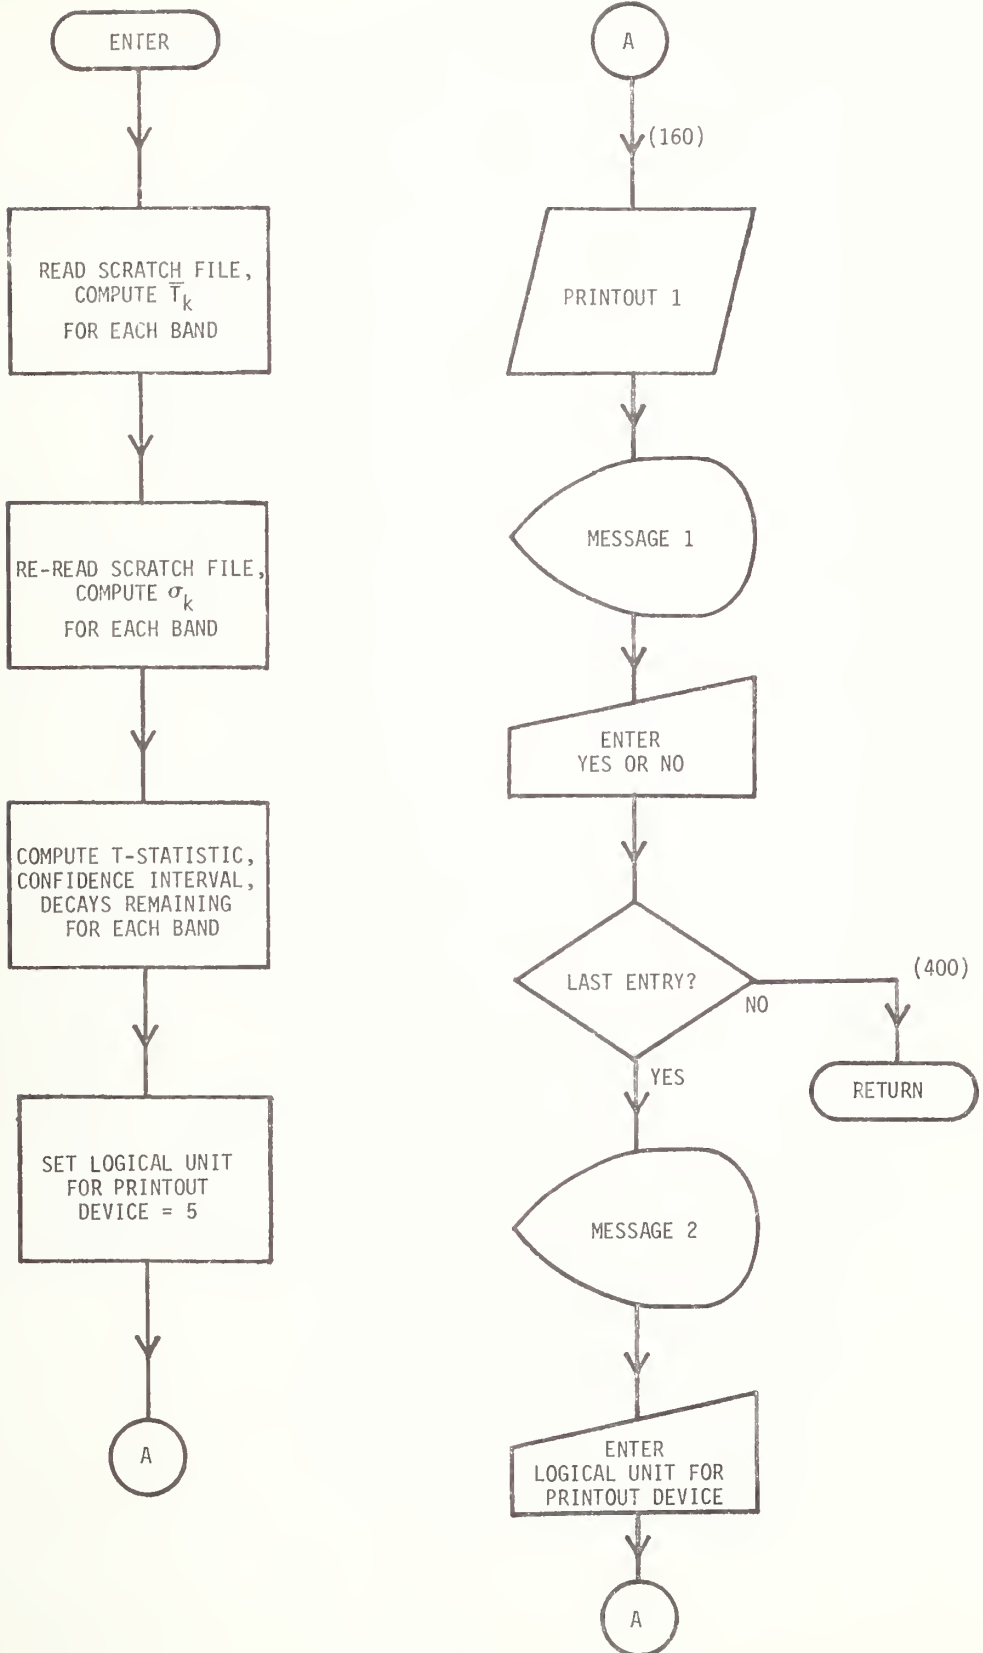 ENTER
READ SCRATCH FILE,
COMPUTE T̅k
FOR EACH BAND
RE-READ SCRATCH FILE,
COMPUTE σk
FOR EACH BAND
COMPUTE T-STATISTIC,
CONFIDENCE INTERVAL,
DECAYS REMAINING
FOR EACH BAND
SET LOGICAL UNIT
FOR PRINTOUT
DEVICE = 5
A
A
(160)
PRINTOUT 1
MESSAGE 1
ENTER
YES OR NO
LAST ENTRY?
NO
(400)
RETURN
YES
MESSAGE 2
ENTER
LOGICAL UNIT FOR
PRINTOUT DEVICE
A